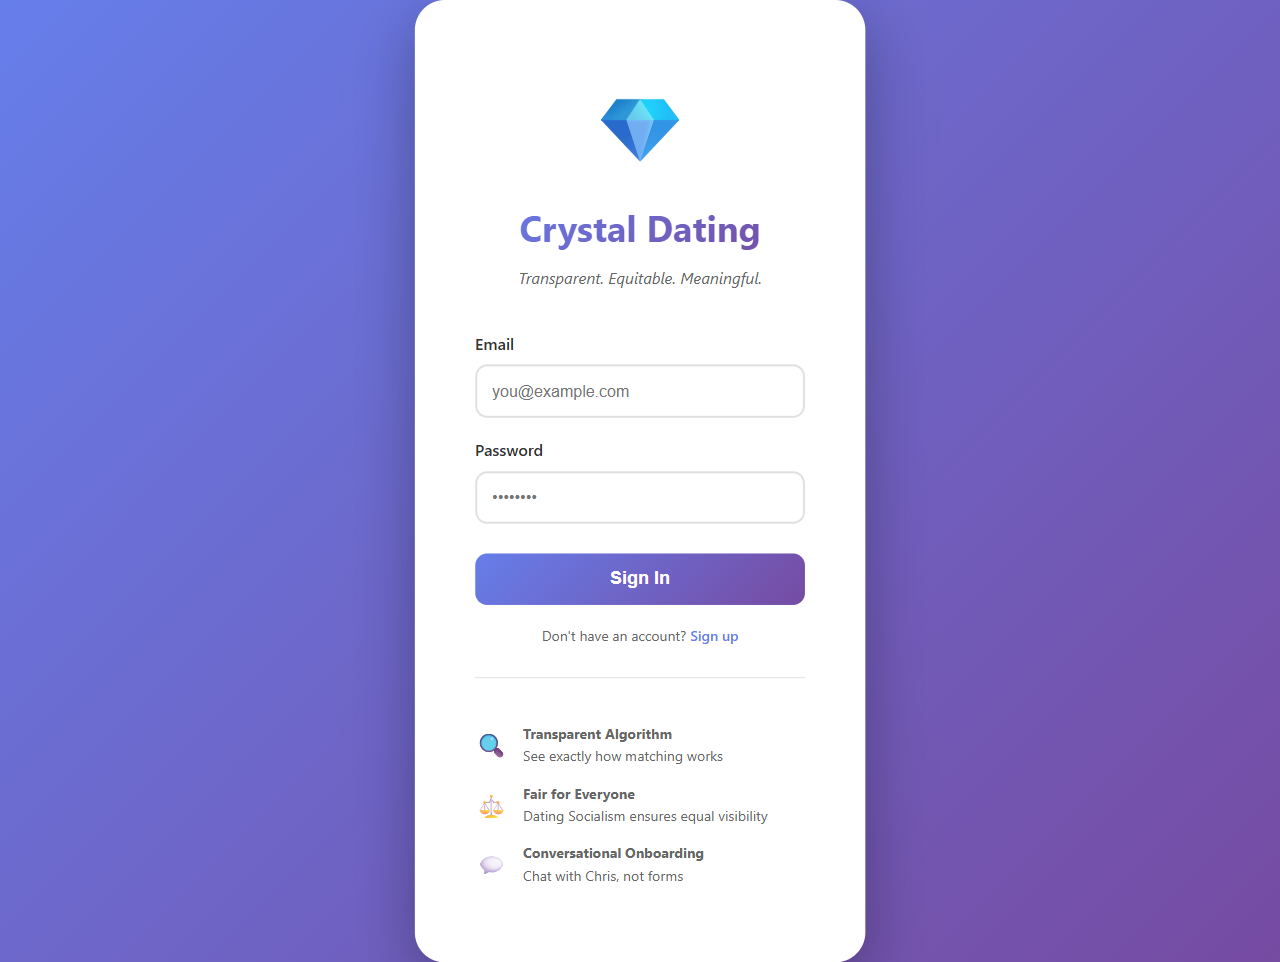 Crystal Dating
Transparent. Equitable. Meaningful.
Email
you@example.com
Password
••••••••
Sign In
Don't have an account? Sign up
Transparent Algorithm
See exactly how matching works
Fair for Everyone
Dating Socialism ensures equal visibility
Conversational Onboarding
Chat with Chris, not forms